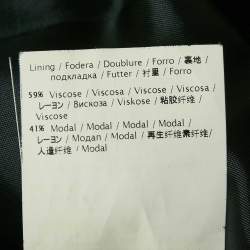 Lining / Fodera / Doublure / Forro / 裏地 /
подкладка / Futter / 衬里 / Forro
59% Viscose / Viscosa / Viscose / Viscosa /
レーヨン / Вискоза / Viskose / 粘胶纤维 /
Viscose
41% Modal / Modal / Modal / Modal /
レーヨン / Модал / Modal / 再生纤维素纤维/
人造纤维 / Modal